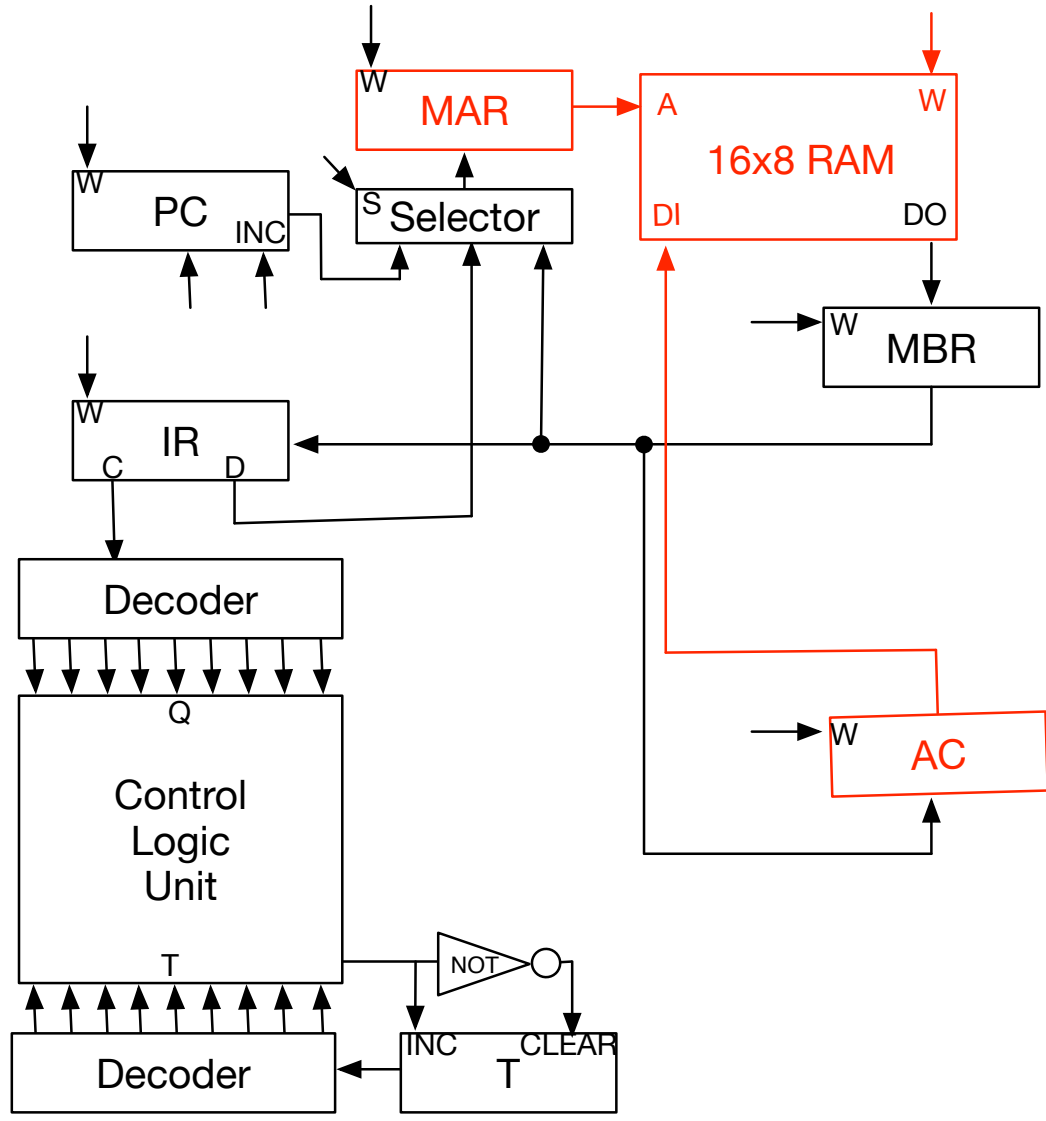 W
MAR
A
W
16x8 RAM
DI
DO
W
PC
INC
S
Selector
W
MBR
W
IR
C
D
Decoder
Q
Control
Logic
Unit
T
W
AC
NOT
INC
CLEAR
T
Decoder